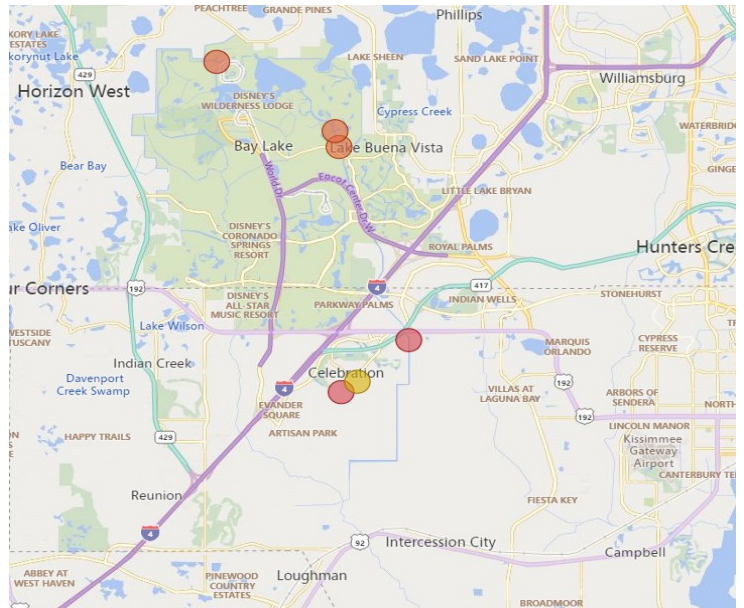 PEACHTREE
GRANDE PINES
Phillips
KORY LAKE
ESTATES
korynut Lake
LAKE SHEEN
SAND LAKE POINT
429
Williamsburg
Horizon West
DISNEY'S
WILDERNESS LODGE
Cypress Creek
WATERBRIDG
Bay Lake
Lake Buena Vista
Bear Bay
World Dr
Epcot Center Dr W
GINGE
LITTLE LAKE BRYAN
ake Oliver
DISNEY'S
CORONADO
SPRINGS
RESORT
ROYAL PALMS
Hunters Cre
ur Corners
192
4
417
DISNEY'S
ALL-STAR
MUSIC RESORT
PARKWAY PALMS
INDIAN WELLS
STONEHURST
Lake Wilson
WESTSIDE
TUSCANY
MARQUIS
ORLANDO
CYPRESS
RESERVE
Indian Creek
Celebration
Davenport
Creek Swamp
4
192
VILLAS AT
LAGUNA BAY
ARBORS OF
SENDERA
EVANDER
SQUARE
192
NORTH
LINCOLN MANOR
HAPPY TRAILS
429
ARTISAN PARK
Kissimmee
Gateway
Airport
CANTERBURY TE
Reunion
FIESTA KEY
4
92
Intercession City
Campbell
ABBEY AT
WEST HAVEN
PINEWOOD
COUNTRY
ESTATES
Loughman
BROADMOOR